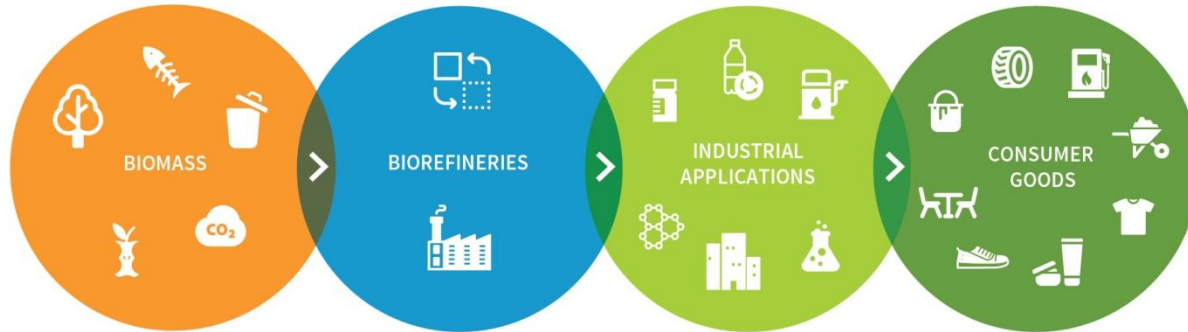 BIOMASS
CO₂
BIOREFINERIES
INDUSTRIAL
APPLICATIONS
CONSUMER
GOODS